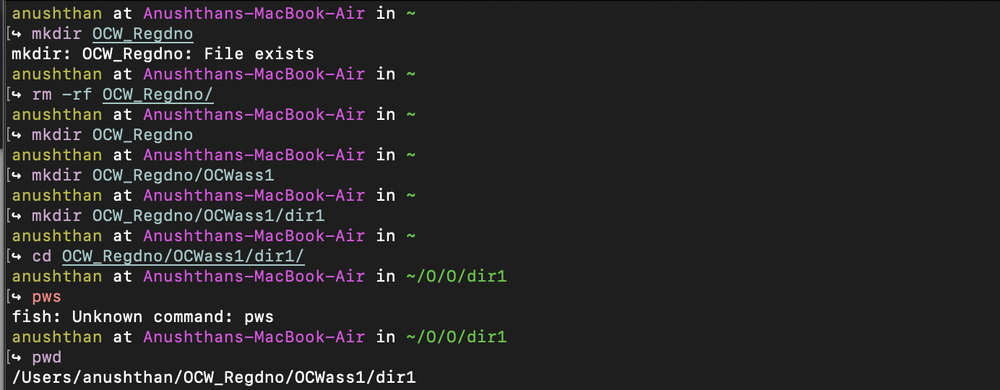 anushthan at Anushthans-MacBook-Air in ~
[↪ mkdir OCW_Regdno
mkdir: OCW_Regdno: File exists
anushthan at Anushthans-MacBook-Air in ~
[↪ rm -rf OCW_Regdno/
anushthan at Anushthans-MacBook-Air in ~
[↪ mkdir OCW_Regdno
anushthan at Anushthans-MacBook-Air in ~
[↪ mkdir OCW_Regdno/OCWass1
anushthan at Anushthans-MacBook-Air in ~
[↪ mkdir OCW_Regdno/OCWass1/dir1
anushthan at Anushthans-MacBook-Air in ~
[↪ cd OCW_Regdno/OCWass1/dir1/
anushthan at Anushthans-MacBook-Air in ~/O/O/dir1
[↪ pws
fish: Unknown command: pws
anushthan at Anushthans-MacBook-Air in ~/O/O/dir1
[↪ pwd
/Users/anushthan/OCW_Regdno/OCWass1/dir1